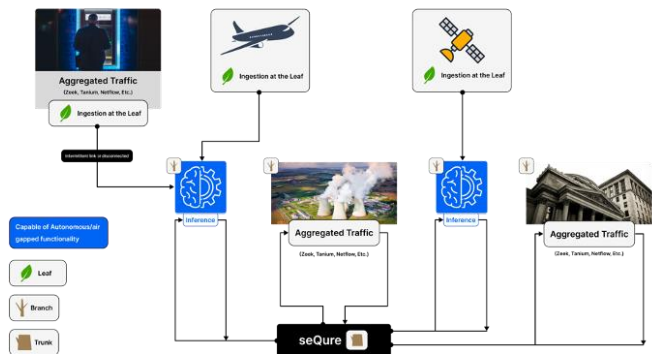 Aggregated Traffic
(Zeek, Tanium, Netflow, Etc.)
Ingestion at the Leaf
Ingestion at the Leaf
Ingestion at the Leaf
Intermittent link or disconnected
Inference
Inference
Aggregated Traffic
(Zeek, Tanium, Netflow, Etc.)
Aggregated Traffic
(Zeek, Tanium, Netflow, Etc.)
Capable of Autonomous/air
gapped functionality
Leaf
Branch
Trunk
seQure